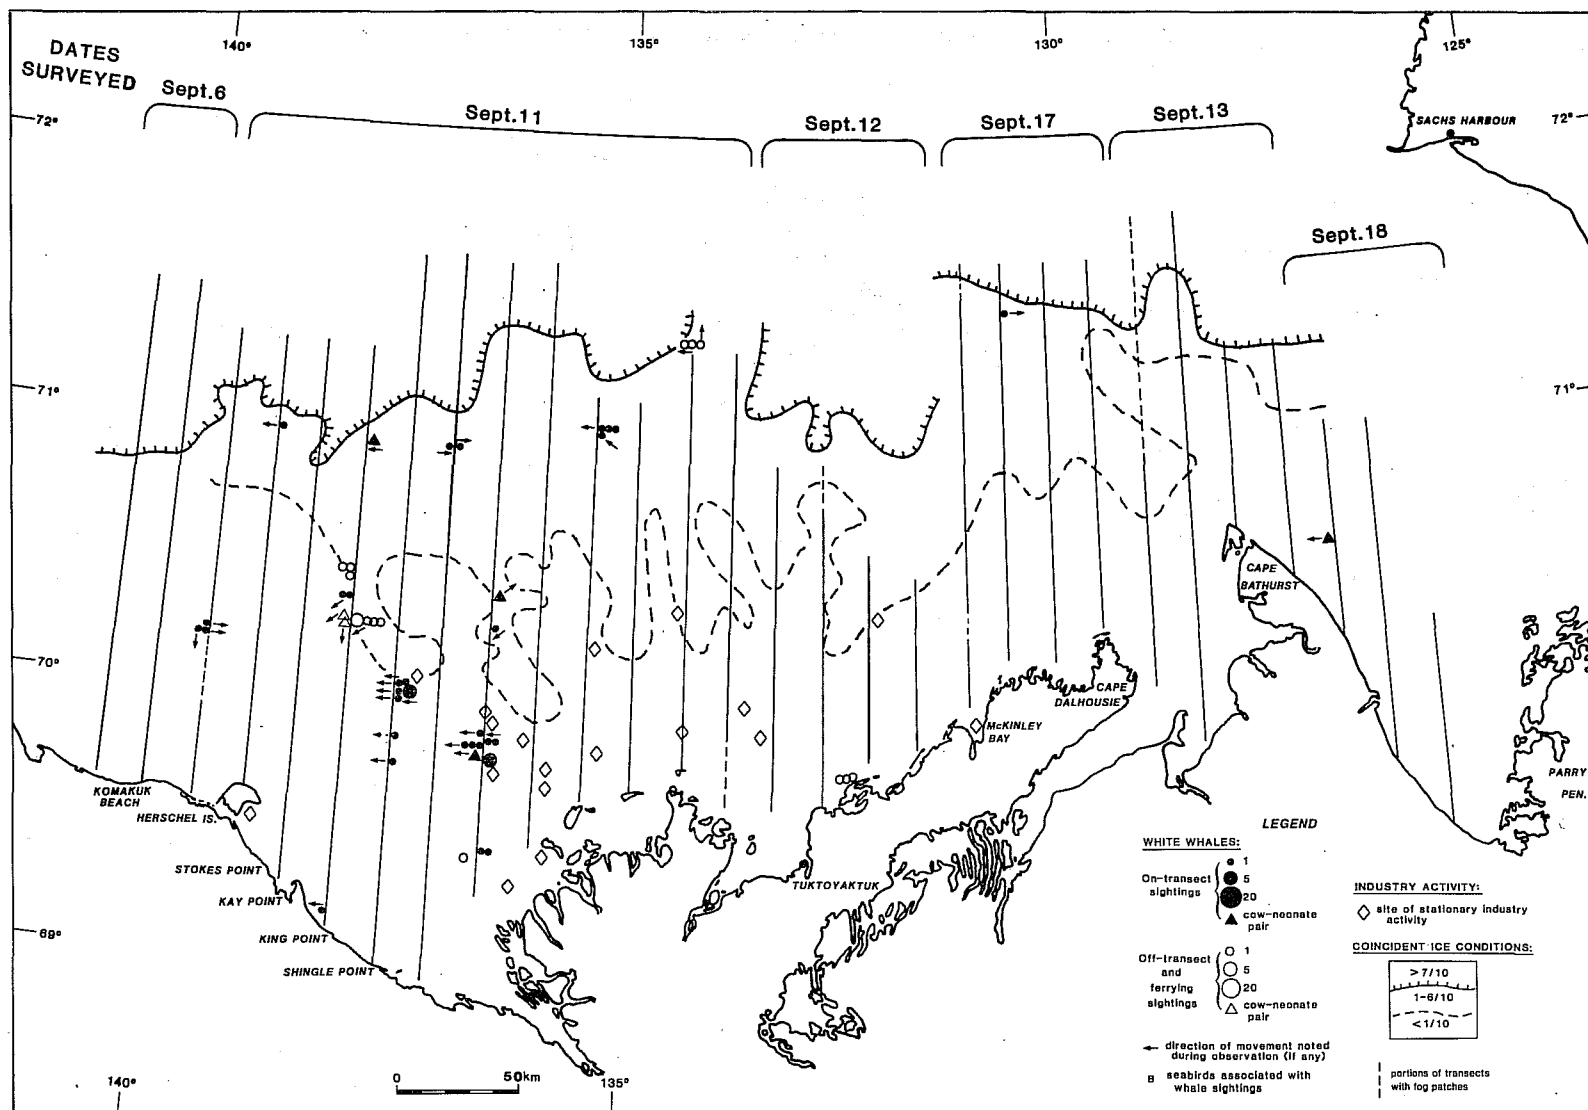 DATES
SURVEYED
140°
135°
130°
125°
Sept.6
Sept.11
Sept.12
Sept.17
Sept.13
Sept.18
72°
72°
SACHS HARBOUR
71°
71°
70°
70°
69°
KOMAKUK
BEACH
HERSCHEL IS.
STOKES POINT
KAY POINT
KING POINT
SHINGLE POINT
TUKTOYAKTUK
McKINLEY
BAY
CAPE
DALHOUSIE
CAPE
BATHURST
PARRY
PEN.
140°
135°
0 50km
LEGEND
WHITE WHALES:
On-transect
sightings
1
5
20
cow-neonate
pair
Off-transect
and
ferrying
sightings
1
5
20
cow-neonate
pair
direction of movement noted
during observation (if any)
B seabirds associated with
whale sightings
INDUSTRY ACTIVITY:
site of stationary industry
activity
COINCIDENT ICE CONDITIONS:
>7/10
1-6/10
<1/10
portions of transects
with fog patches